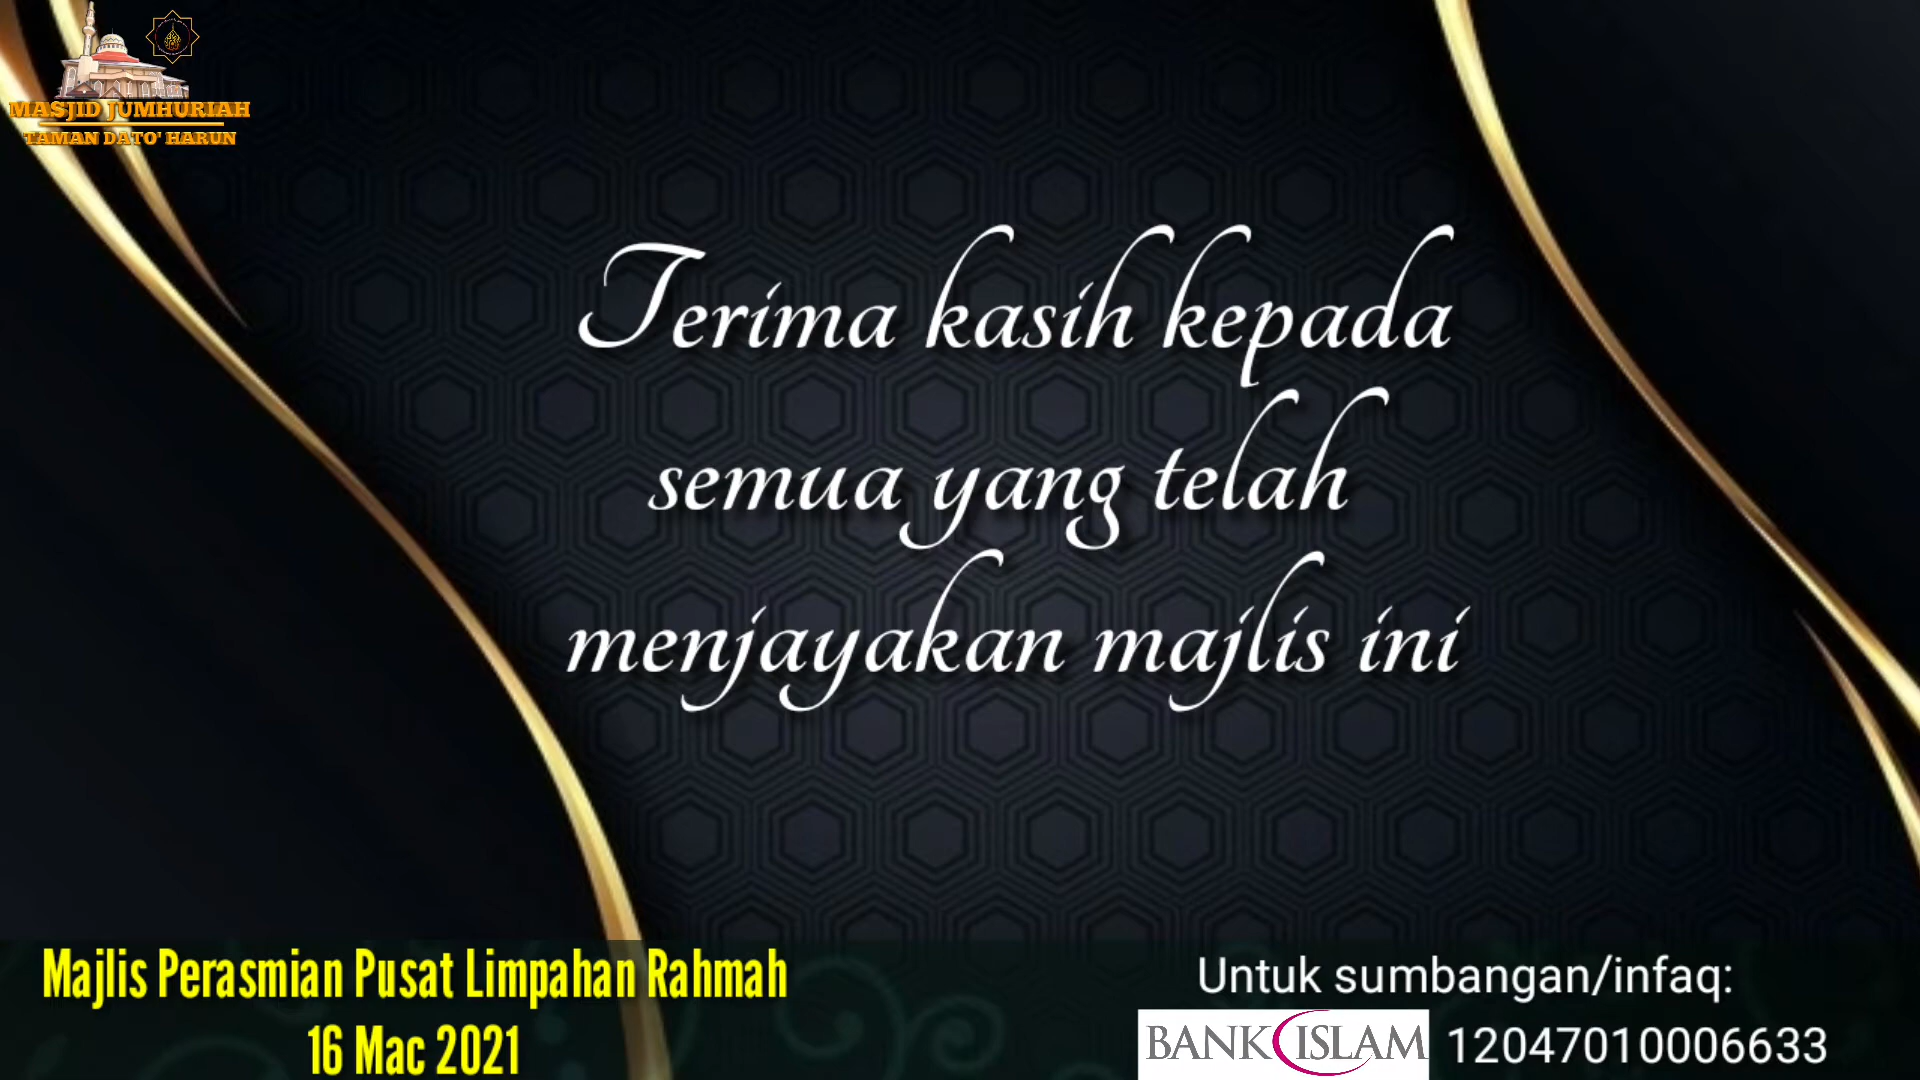 MASJID JUMHURIAH
TAMAN DATO' HARUN
Terima kasih kepada
semua yang telah
menjayakan majlis ini
Majlis Perasmian Pusat Limpahan Rahmah
16 Mac 2021
Untuk sumbangan/infaq:
BANK ISLAM 12047010006633